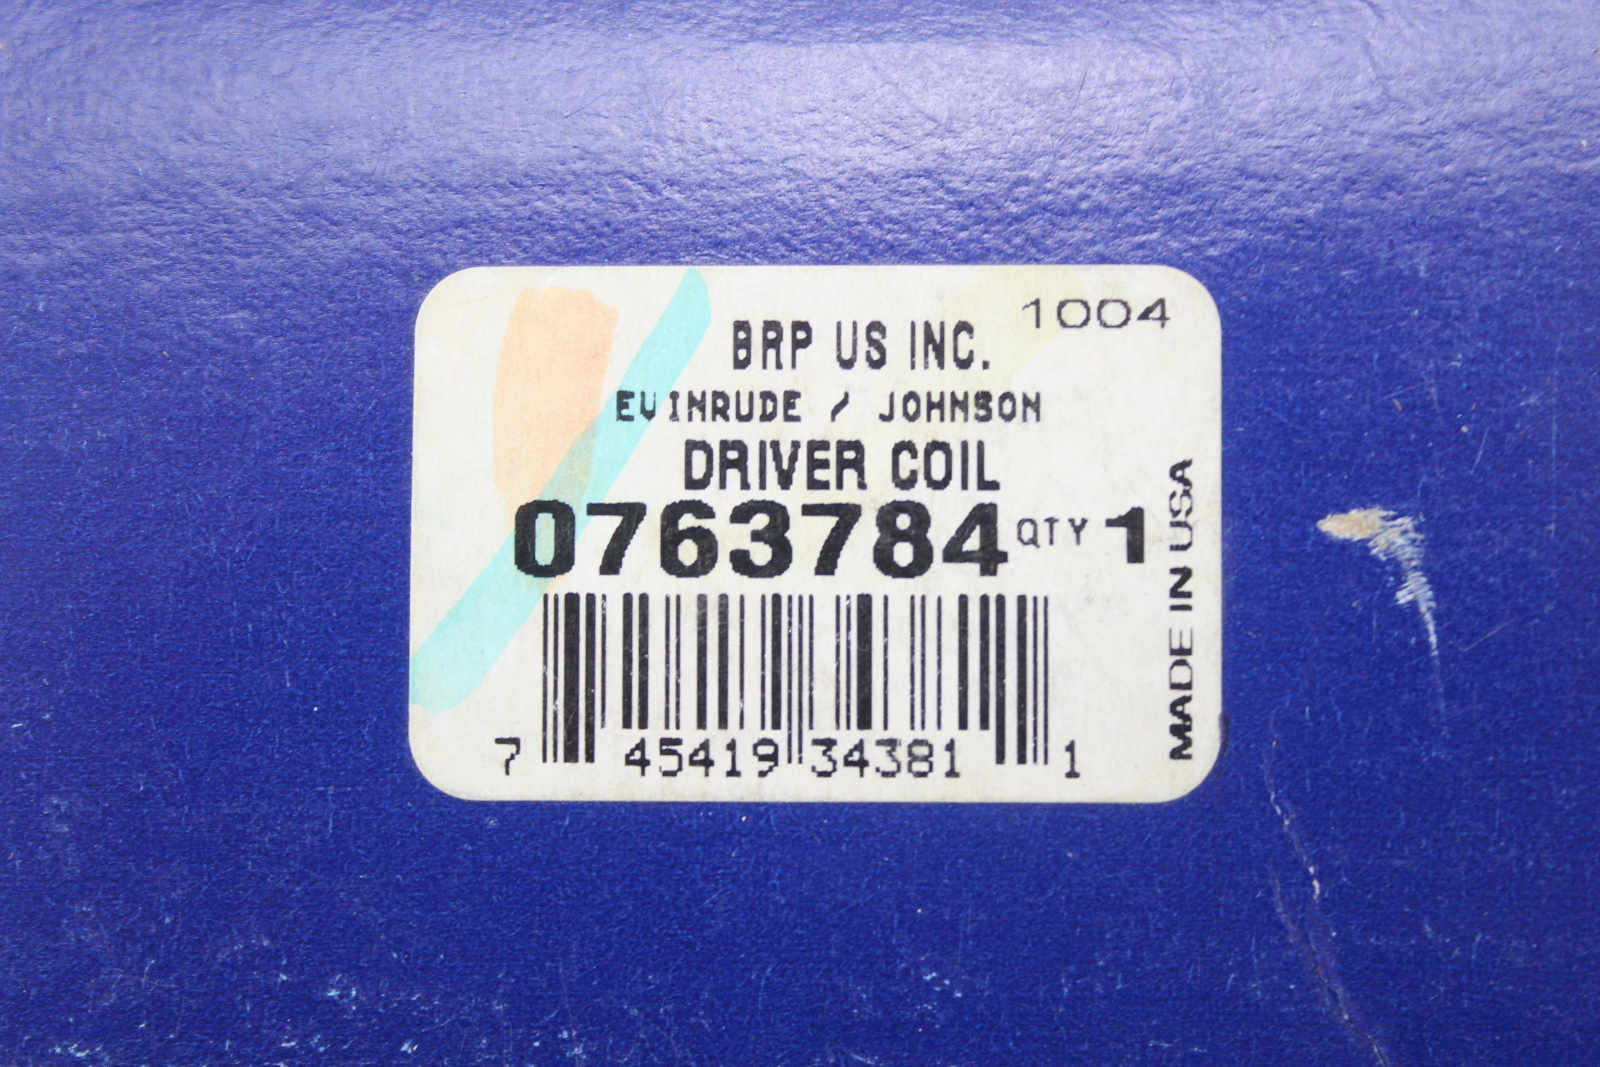 1004
BRP US INC.
EVINRUDE / JOHNSON
DRIVER COIL
0763784 QTY 1
MADE IN USA
7 45419 34381 1